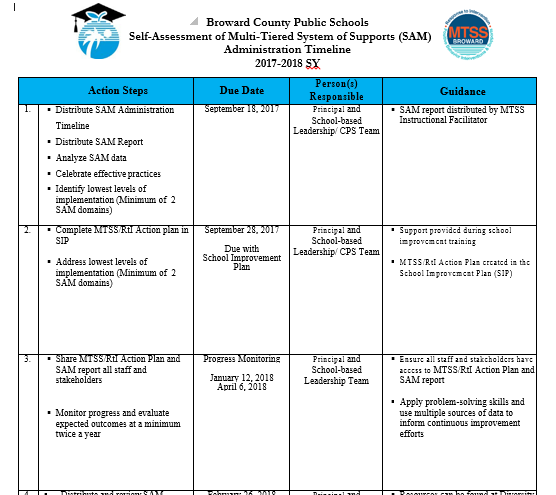 Broward County Public Schools
Self-Assessment of Multi-Tiered System of Supports (SAM)
Administration Timeline
2017-2018 SY
MTSS
BROWARD
Action Steps
Due Date
Person(s)
Responsible
Guidance
1.
▪ Distribute SAM Administration
Timeline
▪ Distribute SAM Report
▪ Analyze SAM data
▪ Celebrate effective practices
▪ Identify lowest levels of
implementation (Minimum of 2
SAM domains)
September 18, 2017
Principal and
School-based
Leadership/ CPS Team
▪ SAM report distributed by MTSS
Instructional Facilitator
2.
▪ Complete MTSS/RtI Action plan in
SIP
▪ Address lowest levels of
implementation (Minimum of 2
SAM domains)
September 28, 2017
Due with
School Improvement
Plan
Principal and
School-based
Leadership/ CPS Team
▪ Support provided during school
improvement training
▪ MTSS/RtI Action Plan created in the
School Improvement Plan (SIP)
3.
▪ Share MTSS/RtI Action Plan and
SAM report all staff and
stakeholders
▪ Monitor progress and evaluate
expected outcomes at a minimum
twice a year
Progress Monitoring
January 12, 2018
April 6, 2018
Principal and
School-based
Leadership Team
▪ Ensure all staff and stakeholders have
access to MTSS/RtI Action Plan and
SAM report
▪ Apply problem-solving skills and
use multiple sources of data to
inform continuous improvement
efforts
4.
▪ Distribute and review SAM
February 26, 2018
Principal and
▪ Resources can be found at Diversity